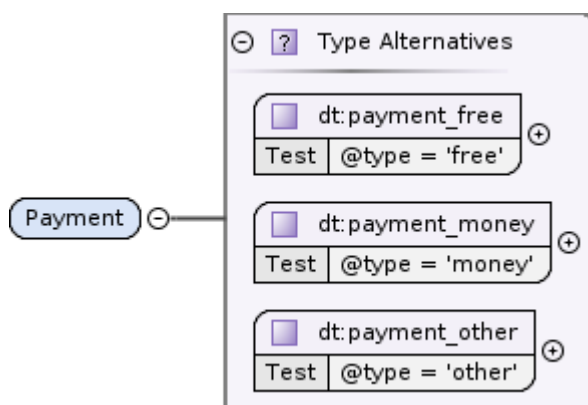 ? Type Alternatives
dt:payment_free
Test @type = 'free'
Payment
dt:payment_money
Test @type = 'money'
dt:payment_other
Test @type = 'other'